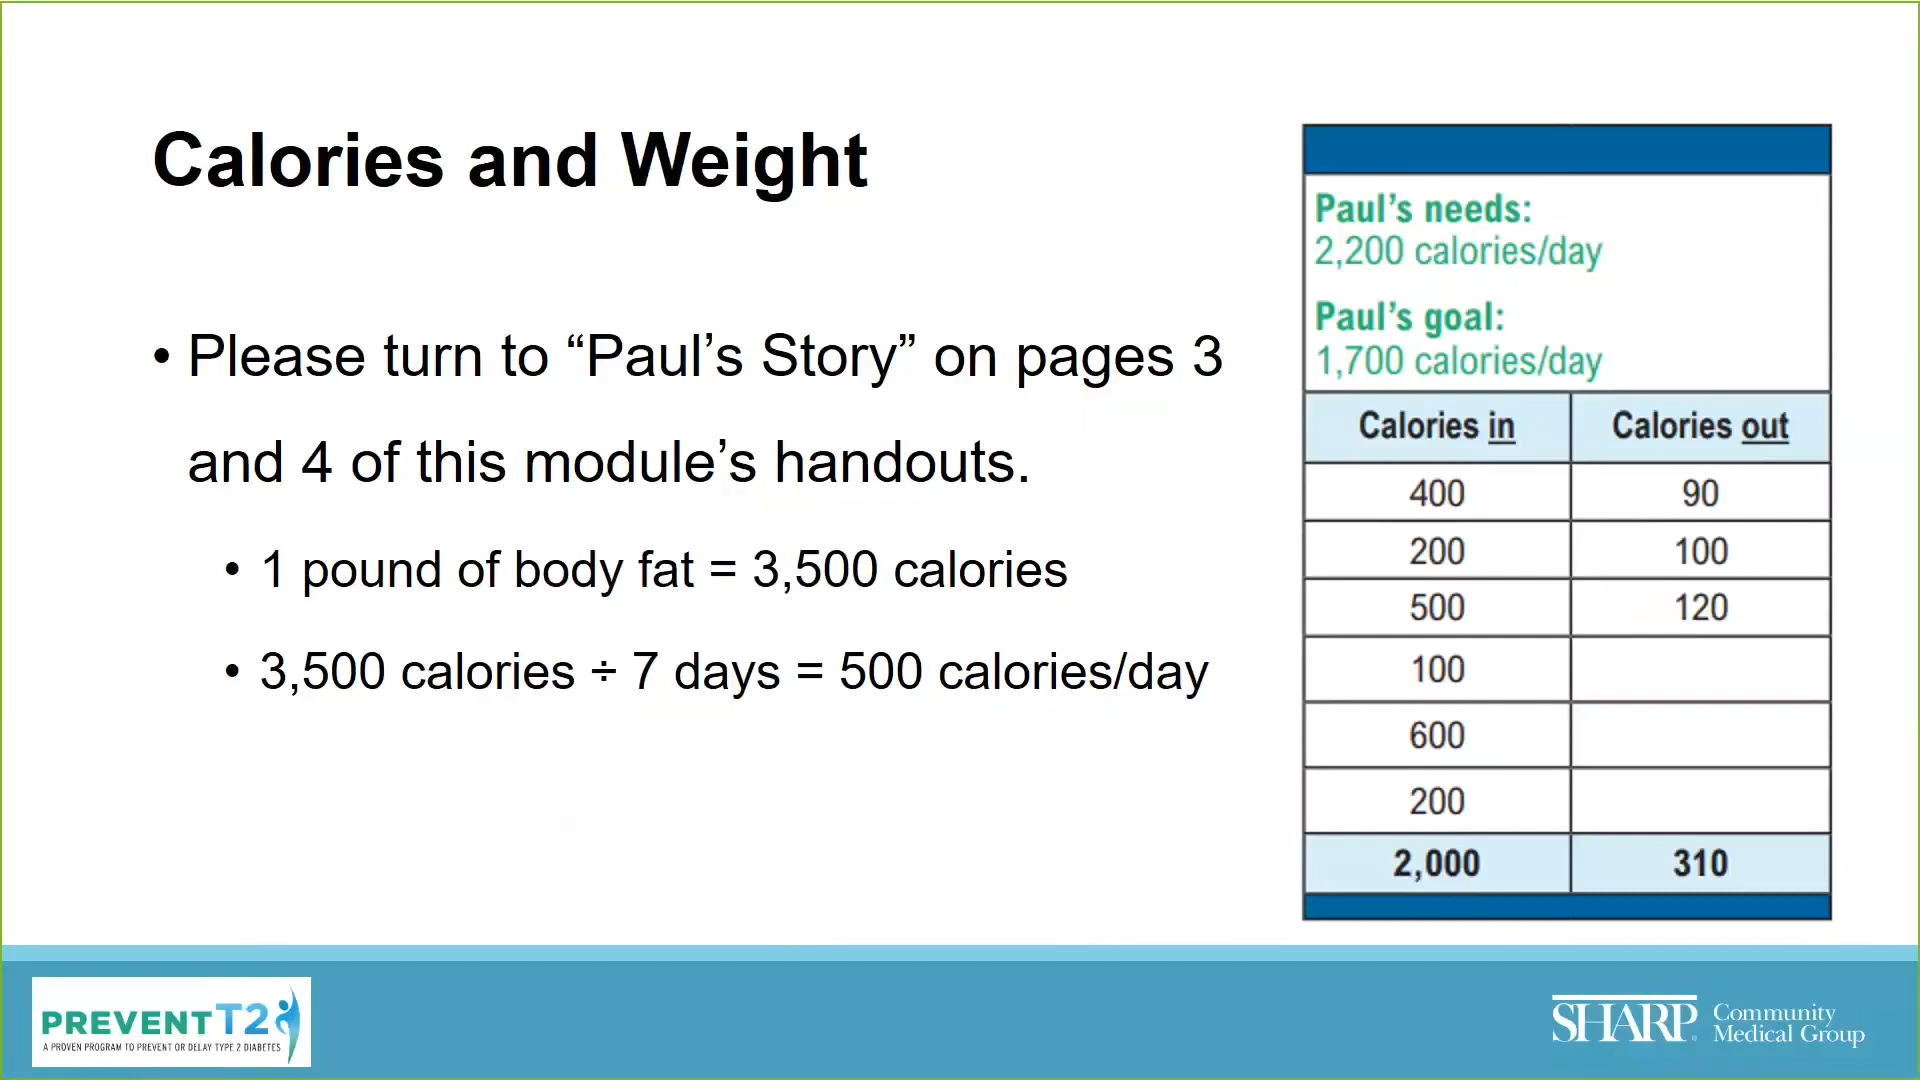 Calories and Weight
• Please turn to “Paul’s Story” on pages 3
and 4 of this module’s handouts.
• 1 pound of body fat = 3,500 calories
• 3,500 calories ÷ 7 days = 500 calories/day
Paul’s needs:
2,200 calories/day
Paul’s goal:
1,700 calories/day
Calories in Calories out
400 90
200 100
500 120
100
600
200
2,000 310
PREVENT T2
A PROVEN PROGRAM TO PREVENT OR DELAY TYPE 2 DIABETES
SHARP® Community
Medical Group